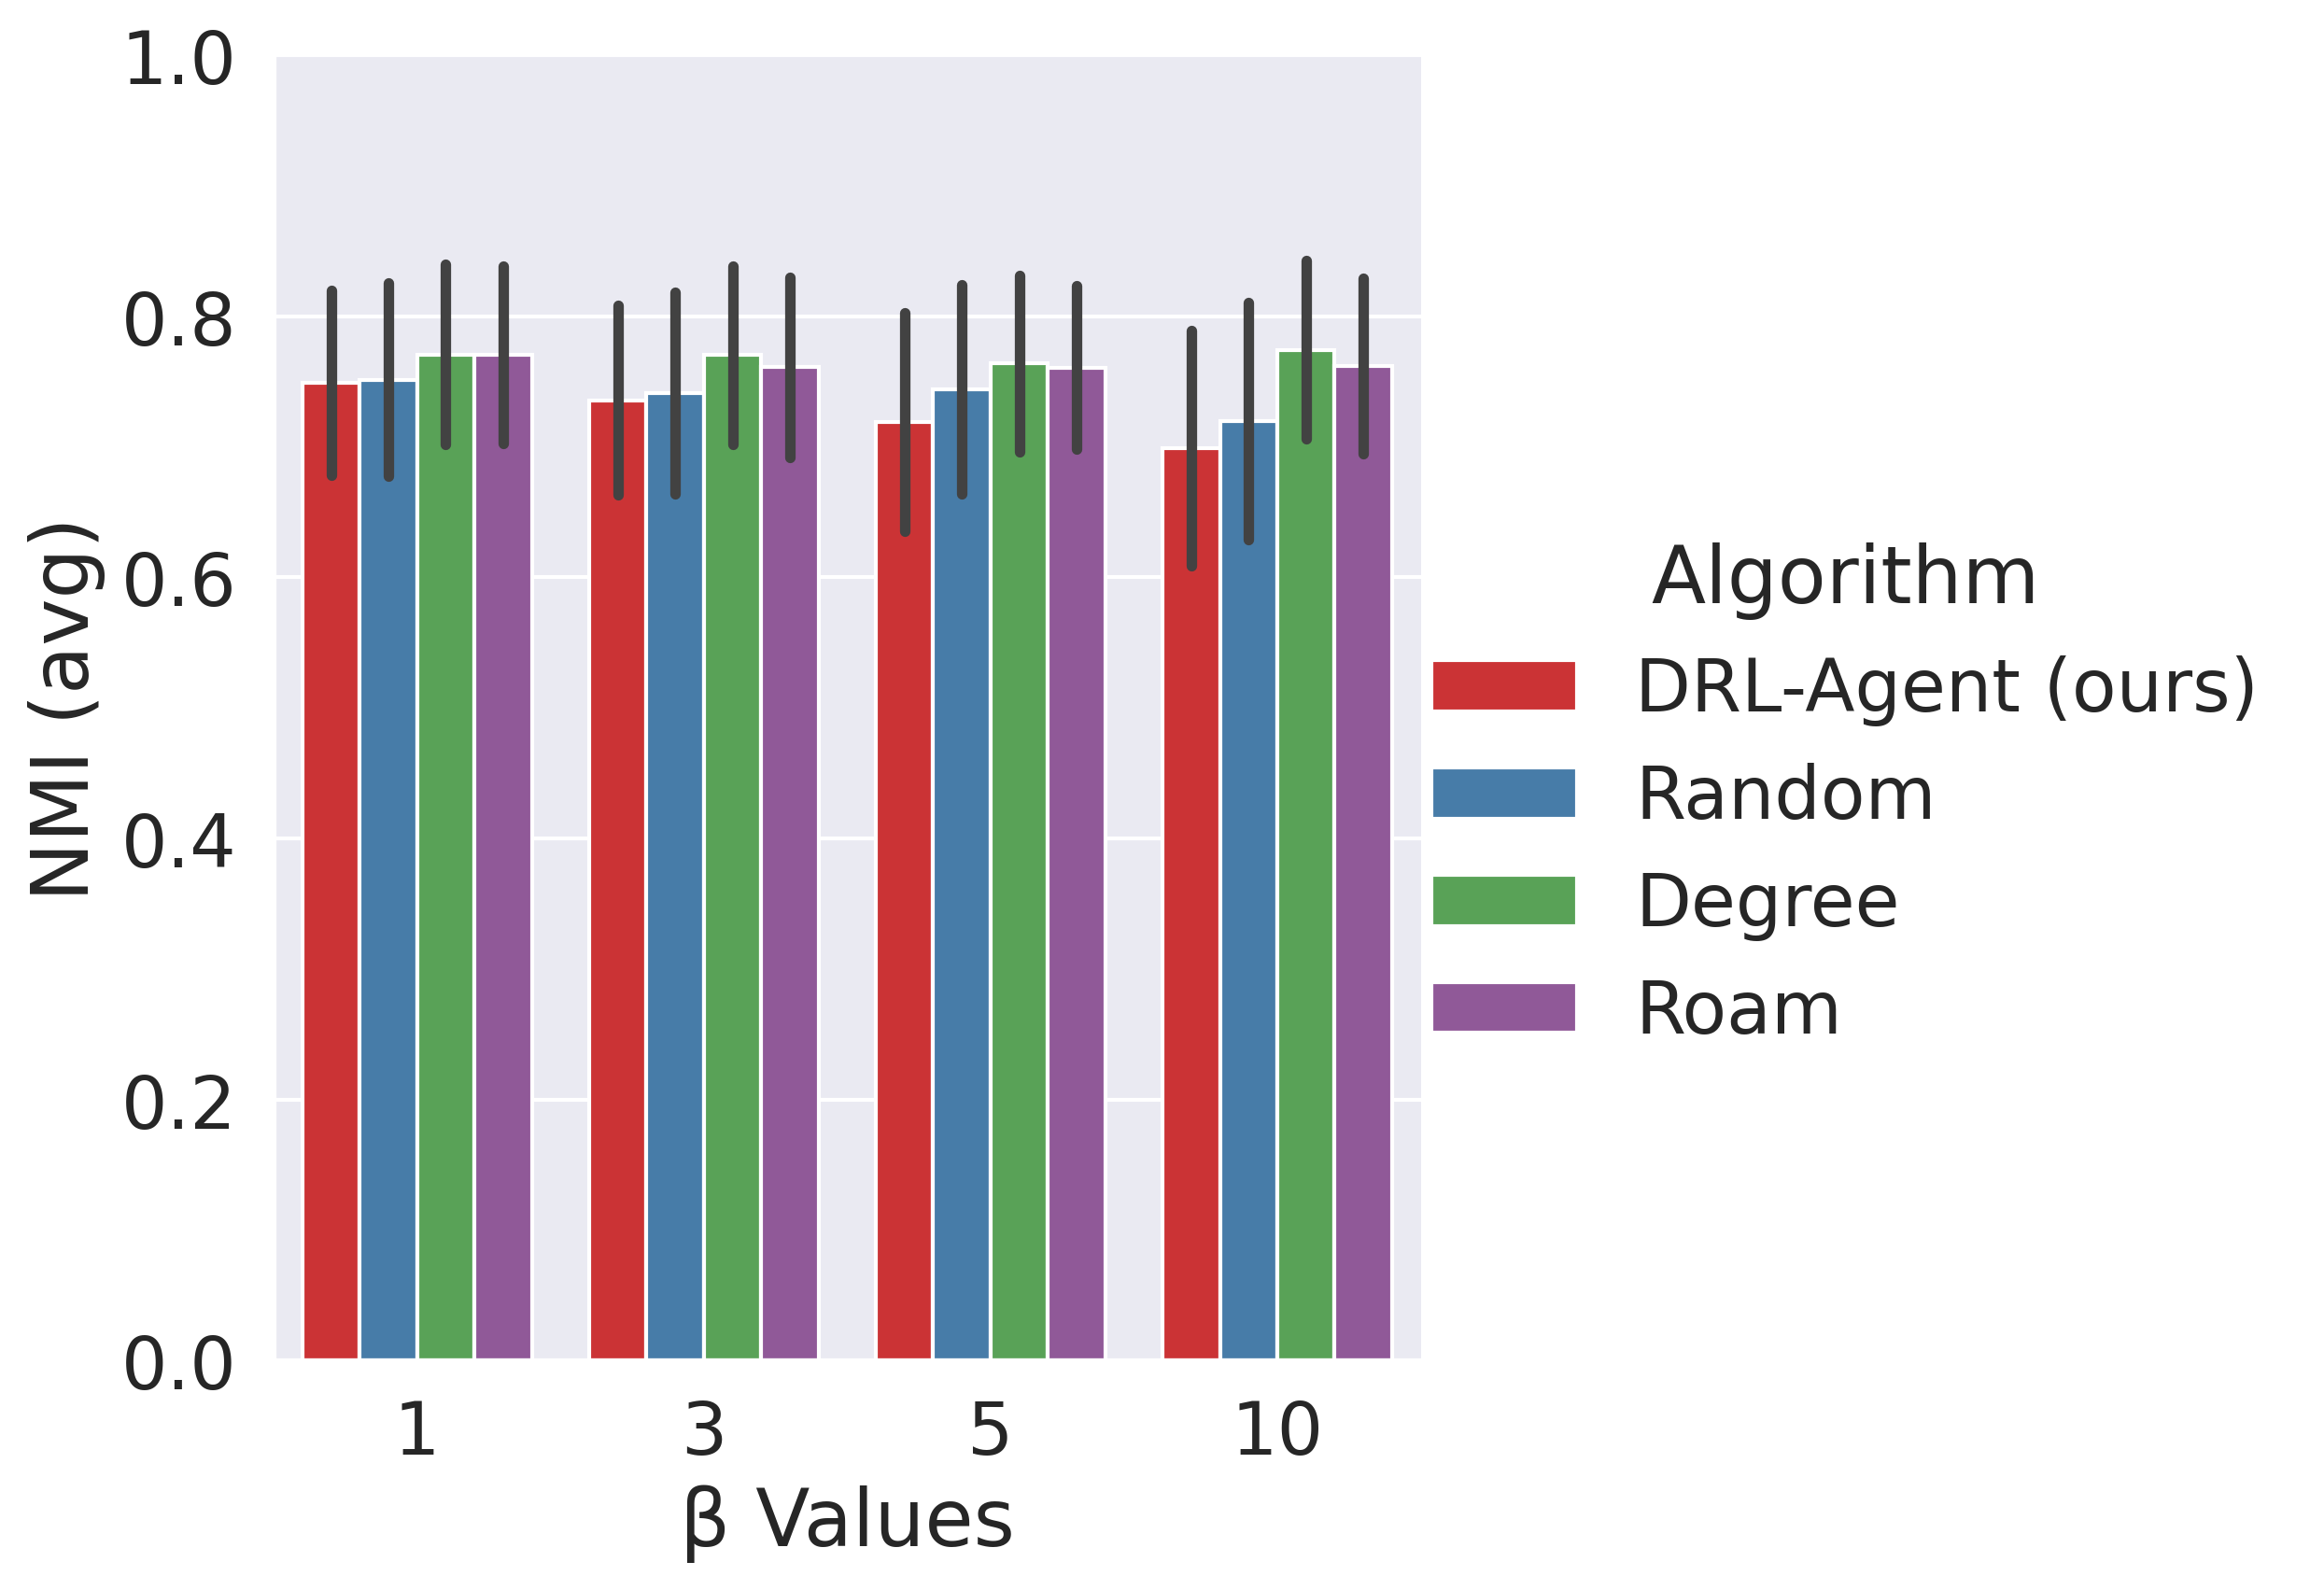 1.0
0.8
0.6
0.4
0.2
0.0
NMI (avg)
1 3 5 10
β Values
Algorithm
DRL-Agent (ours)
Random
Degree
Roam